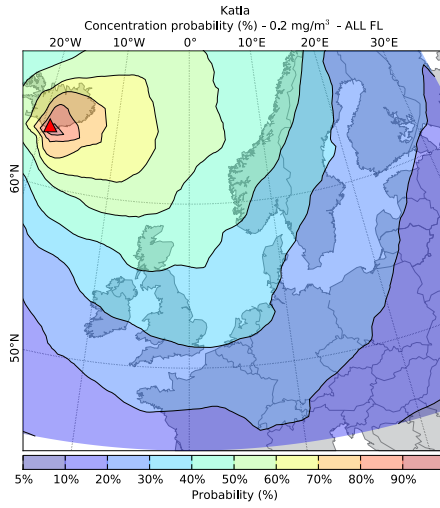 Katla
Concentration probability (%) - 0.2 mg/m³ - ALL FL
20°W 10°W 0° 10°E 20°E 30°E
60°N
50°N
5% 10% 20% 30% 40% 50% 60% 70% 80% 90%
Probability (%)